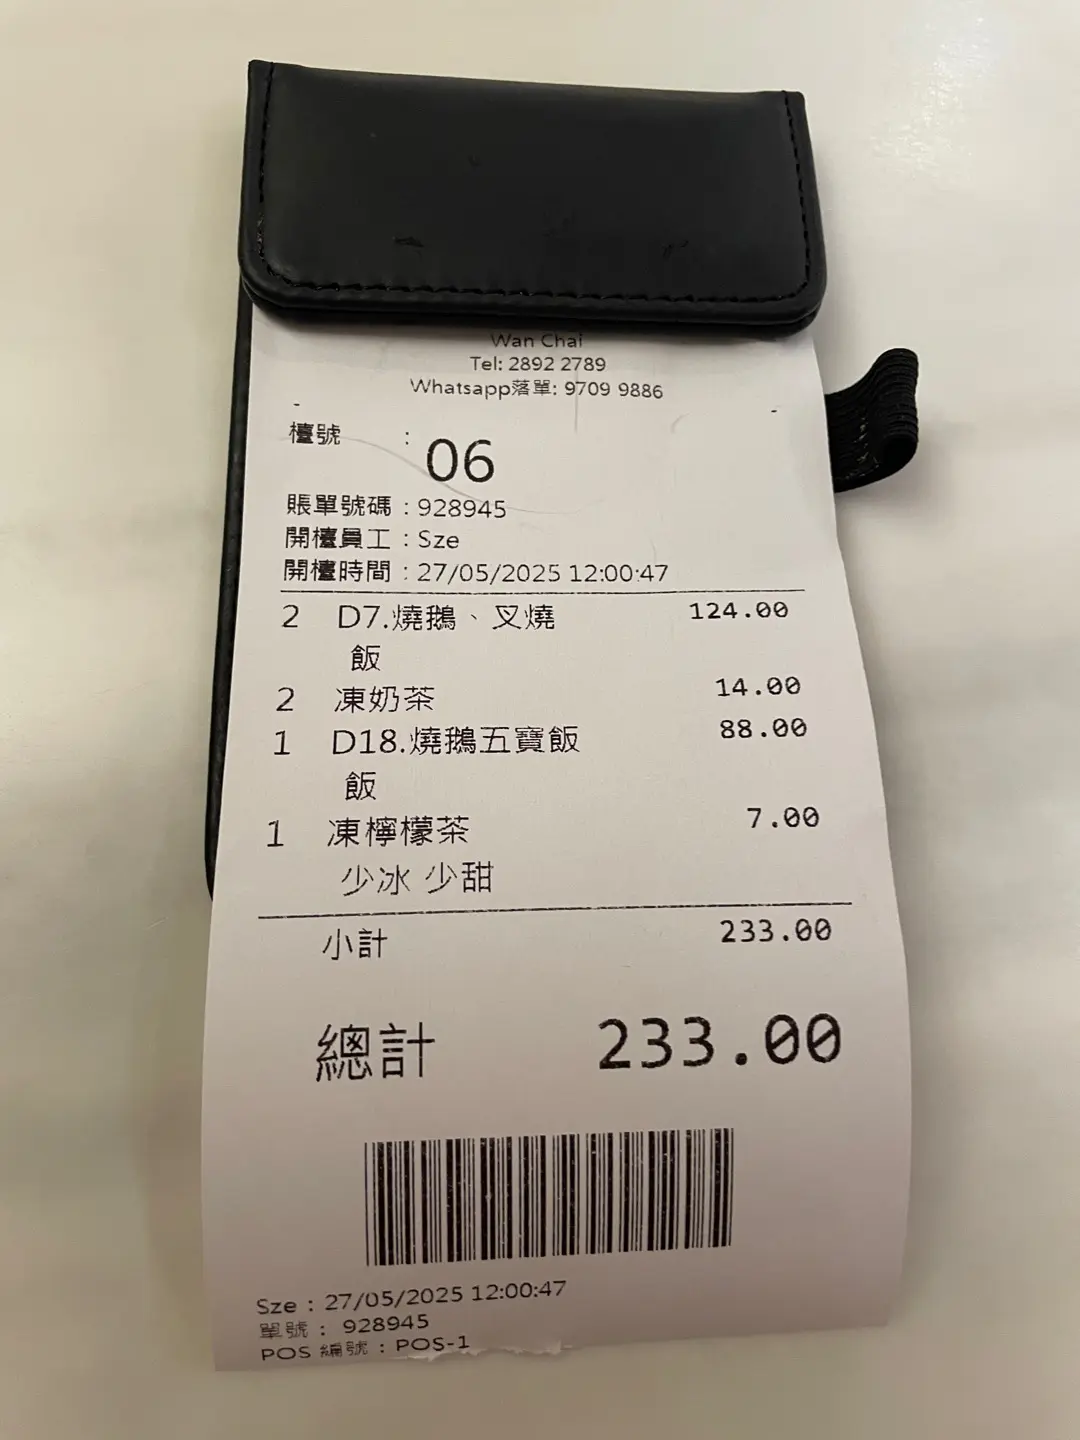 Wan Chai
Tel: 2892 2789
Whatsapp落單: 9709 9886
- -
檯號 : 06
賬單號碼 : 928945
開檯員工 : Sze
開檯時間 : 27/05/2025 12:00:47
2 D7.燒鵝、叉燒 124.00
飯
2 凍奶茶 14.00
1 D18.燒鵝五寶飯 88.00
飯
1 凍檸檬茶 7.00
少冰 少甜
小計 233.00
總計 233.00
Sze : 27/05/2025 12:00:47
單號 : 928945
POS 編號 : POS-1